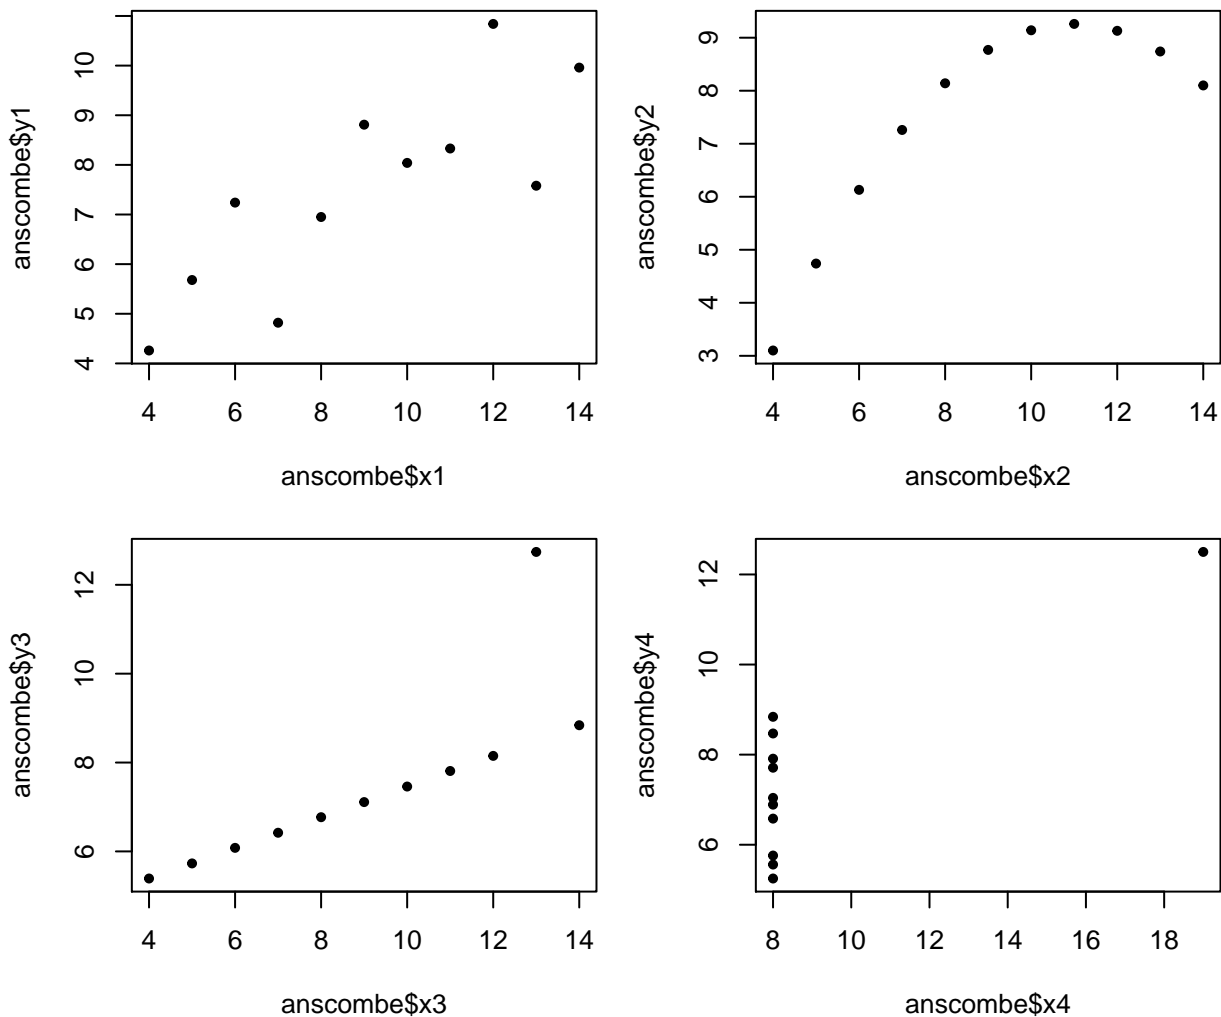 anscombe$y1
4 5 6 7 8 9 10
4 6 8 10 12 14
anscombe$x1
anscombe$y2
3 4 5 6 7 8 9
4 6 8 10 12 14
anscombe$x2
anscombe$y3
6 8 10 12
4 6 8 10 12 14
anscombe$x3
anscombe$y4
6 8 10 12
8 10 12 14 16 18
anscombe$x4